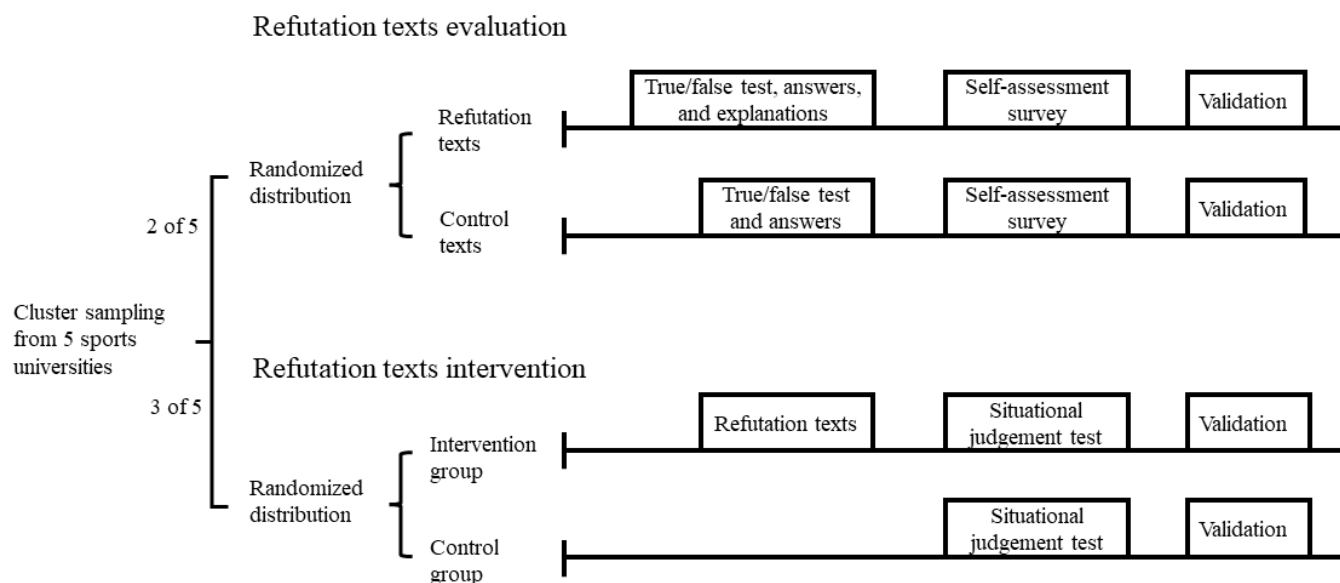 Refutation texts evaluation
True/false test, answers,
and explanations
Self-assessment
survey
Validation
Refutation
texts
Randomized
distribution
True/false test
and answers
Self-assessment
survey
Validation
Control
texts
2 of 5
Cluster sampling
from 5 sports
universities
Refutation texts intervention
3 of 5
Refutation texts
Situational
judgement test
Validation
Intervention
group
Randomized
distribution
Situational
judgement test
Validation
Control
group